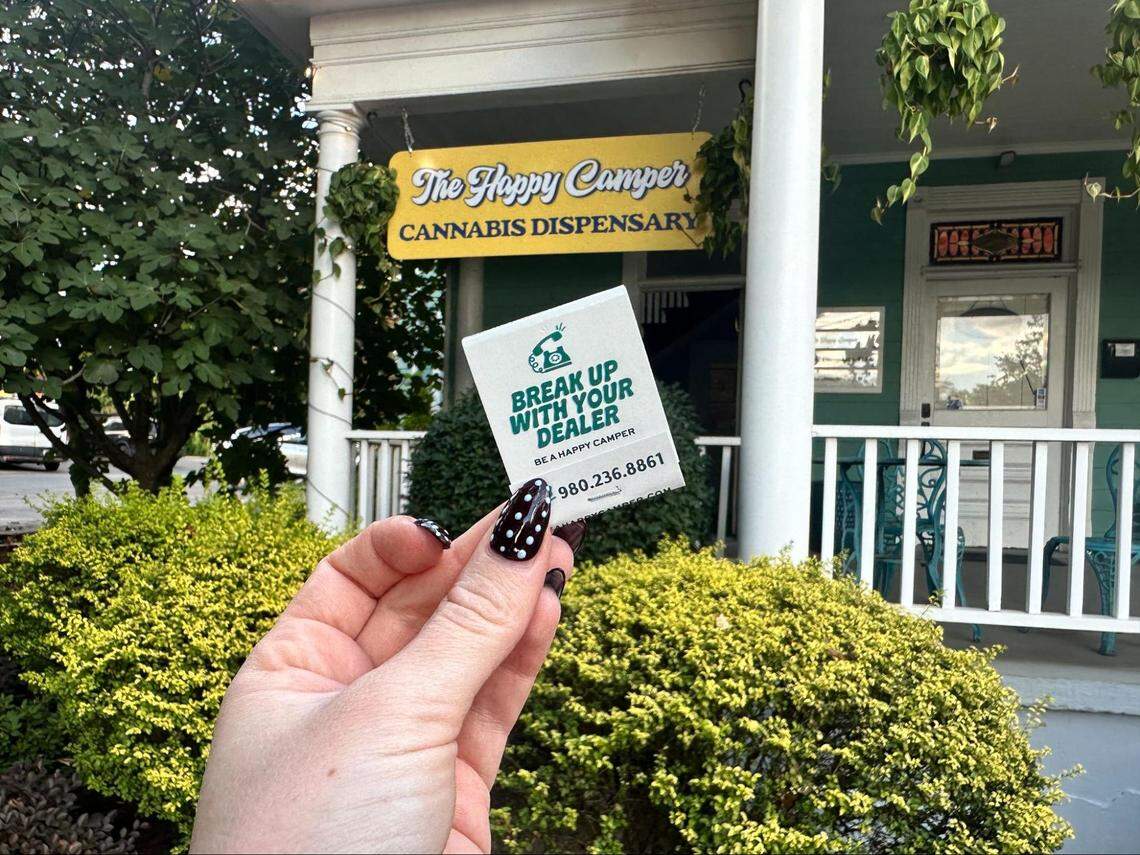 The Happy Camper
CANNABIS DISPENSARY
BREAK UP
WITH YOUR
DEALER
BE A HAPPY CAMPER
980.236.8861